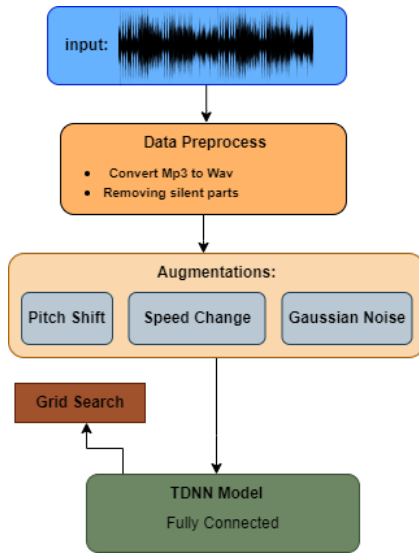 input:
Data Preprocess
• Convert Mp3 to Wav
• Removing silent parts
Augmentations:
Pitch Shift Speed Change Gaussian Noise
Grid Search
TDNN Model
Fully Connected